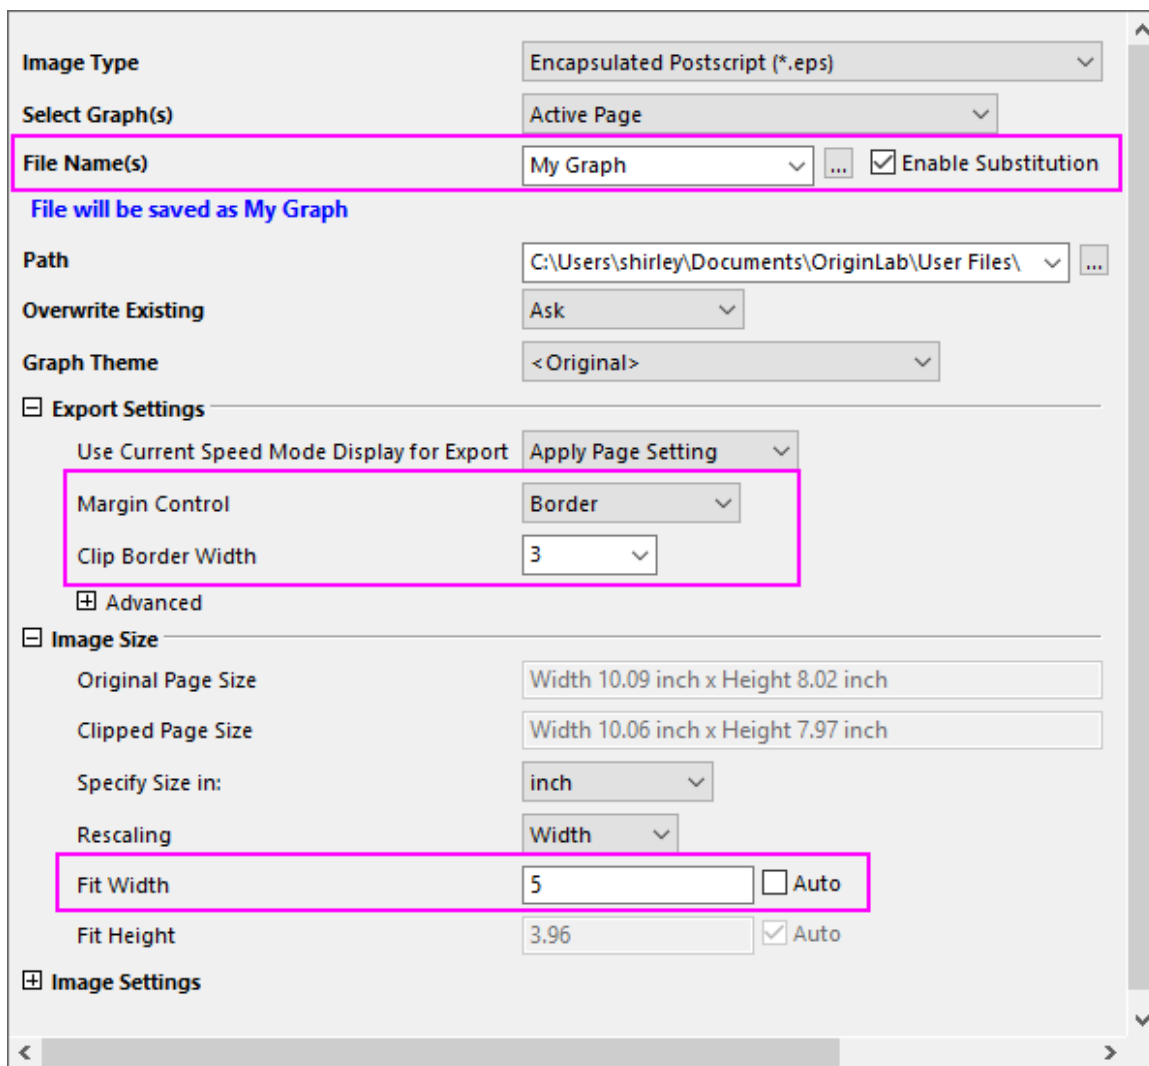 Image Type Encapsulated Postscript (*.eps)
Select Graph(s) Active Page
File Name(s) My Graph ... Enable Substitution
File will be saved as My Graph
Path C:\Users\shirley\Documents\OriginLab\User Files\ ...
Overwrite Existing Ask
Graph Theme <Original>
Export Settings
Use Current Speed Mode Display for Export Apply Page Setting
Margin Control Border
Clip Border Width 3
Advanced
Image Size
Original Page Size Width 10.09 inch x Height 8.02 inch
Clipped Page Size Width 10.06 inch x Height 7.97 inch
Specify Size in: inch
Rescaling Width
Fit Width 5 Auto
Fit Height 3.96 Auto
Image Settings